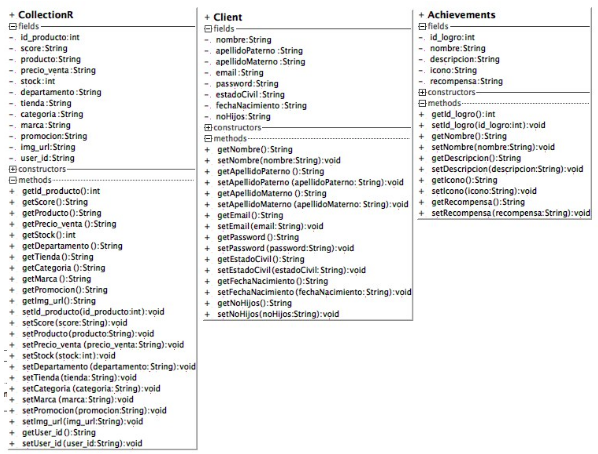 + CollectionR
fields
-. id_producto:int
-. score:String
-. producto:String
-. precio_venta:String
-. stock:int
-. departamento:String
-. tienda:String
-. categoria:String
-. marca:String
-. promocion:String
-. img_url:String
-. user_id:String
constructors
methods
+ getId_producto():int
+ getScore():String
+ getProducto():String
+ getPrecio_venta ():String
+ getStock():int
+ getDepartamento():String
+ getTienda():String
+ getCategoria():String
+ getMarca():String
+ getPromocion():String
+ getImg_url():String
+ setId_producto(id_producto:int):void
+ setScore(score:String):void
+ setProducto(producto:String):void
+ setPrecio_venta (precio_venta:String):void
+ setStock(stock:int):void
+ setDepartamento (departamento:String):void
+ setTienda(tienda:String):void
+ setCategoria(categoria:String):void
+ setMarca(marca:String):void
+ setPromocion(promocion:String):void
+ setImg_url(img_url:String):void
+ getUser_id():String
+ setUser_id(user_id:String):void
+ Client
fields
-. nombre:String
-. apellidoPaterno:String
-. apellidoMaterno:String
-. email:String
-. password:String
-. estadoCivil:String
-. fechaNacimiento:String
-. noHijos:String
constructors
methods
+ getNombre():String
+ setNombre(nombre:String):void
+ getApellidoPaterno ():String
+ setApellidoPaterno (apellidoPaterno:String):void
+ getApellidoMaterno ():String
+ setApellidoMaterno (apellidoMaterno:String):void
+ getEmail():String
+ setEmail(email:String):void
+ getPassword():String
+ setPassword(password:String):void
+ getEstadoCivil():String
+ setEstadoCivil(estadoCivil:String):void
+ getFechaNacimiento():String
+ setFechaNacimiento (fechaNacimiento:String):void
+ getNoHijos():String
+ setNoHijos(noHijos:String):void
+ Achievements
fields
-. id_logro:int
-. nombre:String
-. descripcion:String
-. icono:String
-. recompensa:String
constructors
methods
+ getId_logro():int
+ setId_logro(id_logro:int):void
+ getNombre():String
+ setNombre(nombre:String):void
+ getDescripcion():String
+ setDescripcion(descripcion:String):void
+ getIcono():String
+ setIcono(icono:String):void
+ getRecompensa():String
+ setRecompensa(recompensa:String):void